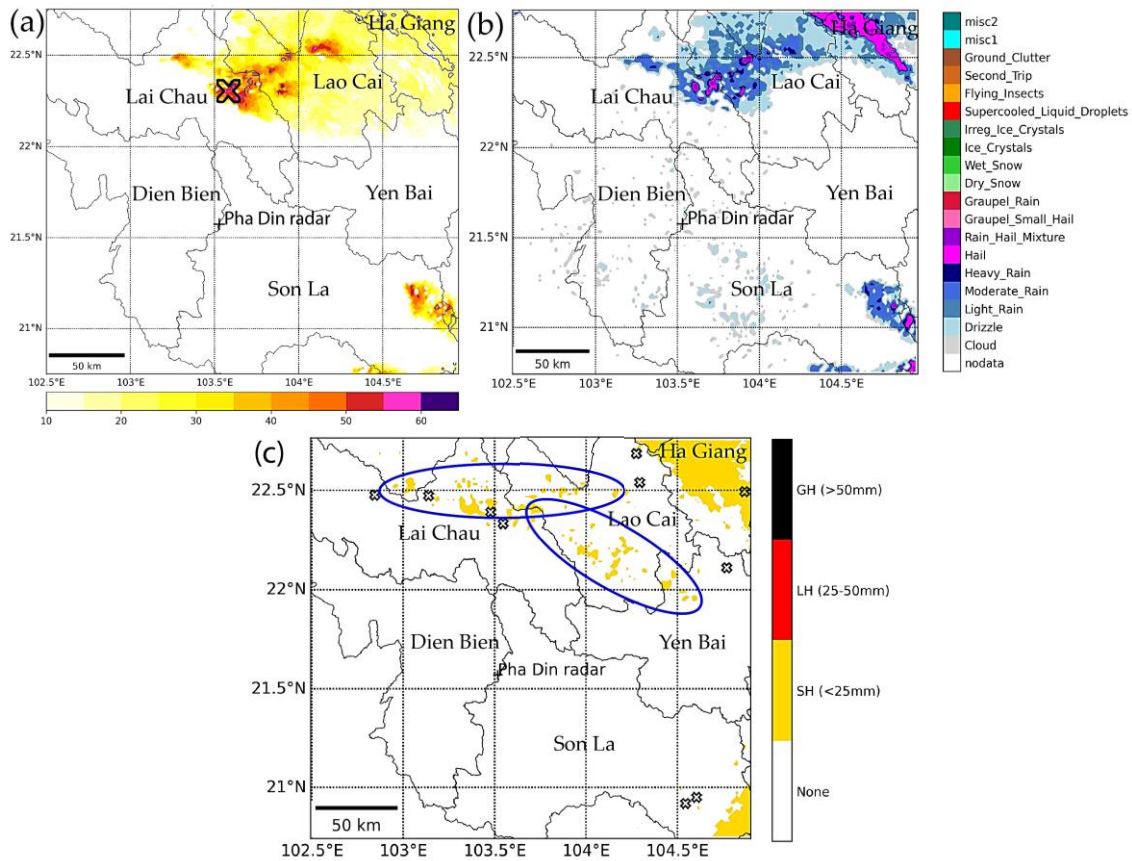 (a)
Ha Giang
Lao Cai
Lai Chau
Dien Bien
Yen Bai
Pha Din radar
Son La
50 km
22.5°N
22°N
21.5°N
21°N
102.5°E
103°E
103.5°E
104°E
104.5°E
10
20
30
40
50
60
(b)
Ha Giang
Lao Cai
Lai Chau
Dien Bien
Yen Bai
Pha Din radar
Son La
50 km
22.5°N
22°N
21.5°N
21°N
102.5°E
103°E
103.5°E
104°E
104.5°E
misc2
misc1
Ground_Clutter
Second_Trip
Flying_Insects
Supercooled_Liquid_Droplets
Irreg_Ice_Crystals
Ice_Crystals
Wet_Snow
Dry_Snow
Graupel_Rain
Graupel_Small_Hail
Rain_Hail_Mixture
Hail
Heavy_Rain
Moderate_Rain
Light_Rain
Drizzle
Cloud
nodata
(c)
Ha Giang
Lao Cai
Lai Chau
Dien Bien
Yen Bai
Pha Din radar
Son La
50 km
22.5°N
22°N
21.5°N
21°N
102.5°E
103°E
103.5°E
104°E
104.5°E
GH (>50mm)
LH (25-50mm)
SH (<25mm)
None